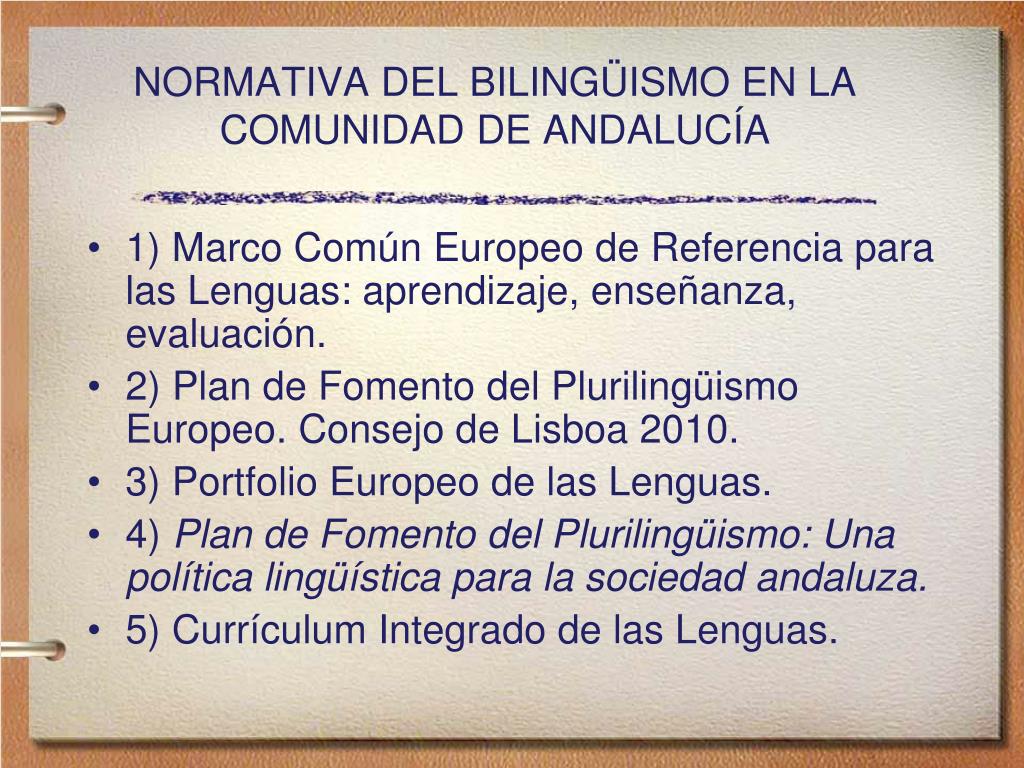 NORMATIVA DEL BILINGÜISMO EN LA
COMUNIDAD DE ANDALUCÍA
• 1) Marco Común Europeo de Referencia para
las Lenguas: aprendizaje, enseñanza,
evaluación.
• 2) Plan de Fomento del Plurilingüismo
Europeo. Consejo de Lisboa 2010.
• 3) Portfolio Europeo de las Lenguas.
• 4) Plan de Fomento del Plurilingüismo: Una
política lingüística para la sociedad andaluza.
• 5) Currículum Integrado de las Lenguas.